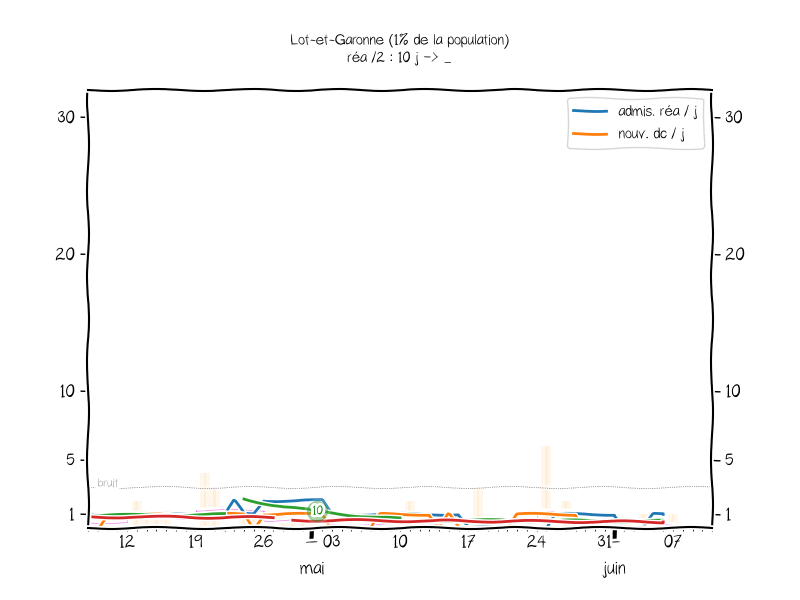 Lot-et-Garonne (1% de la population)
réa /2 : 10 j -> _
admis. réa / j
nouv. dc / j
30
20
10
5
1
30
20
10
5
1
bruit
10
12 19 26 03 10 17 24 31 07
mai juin